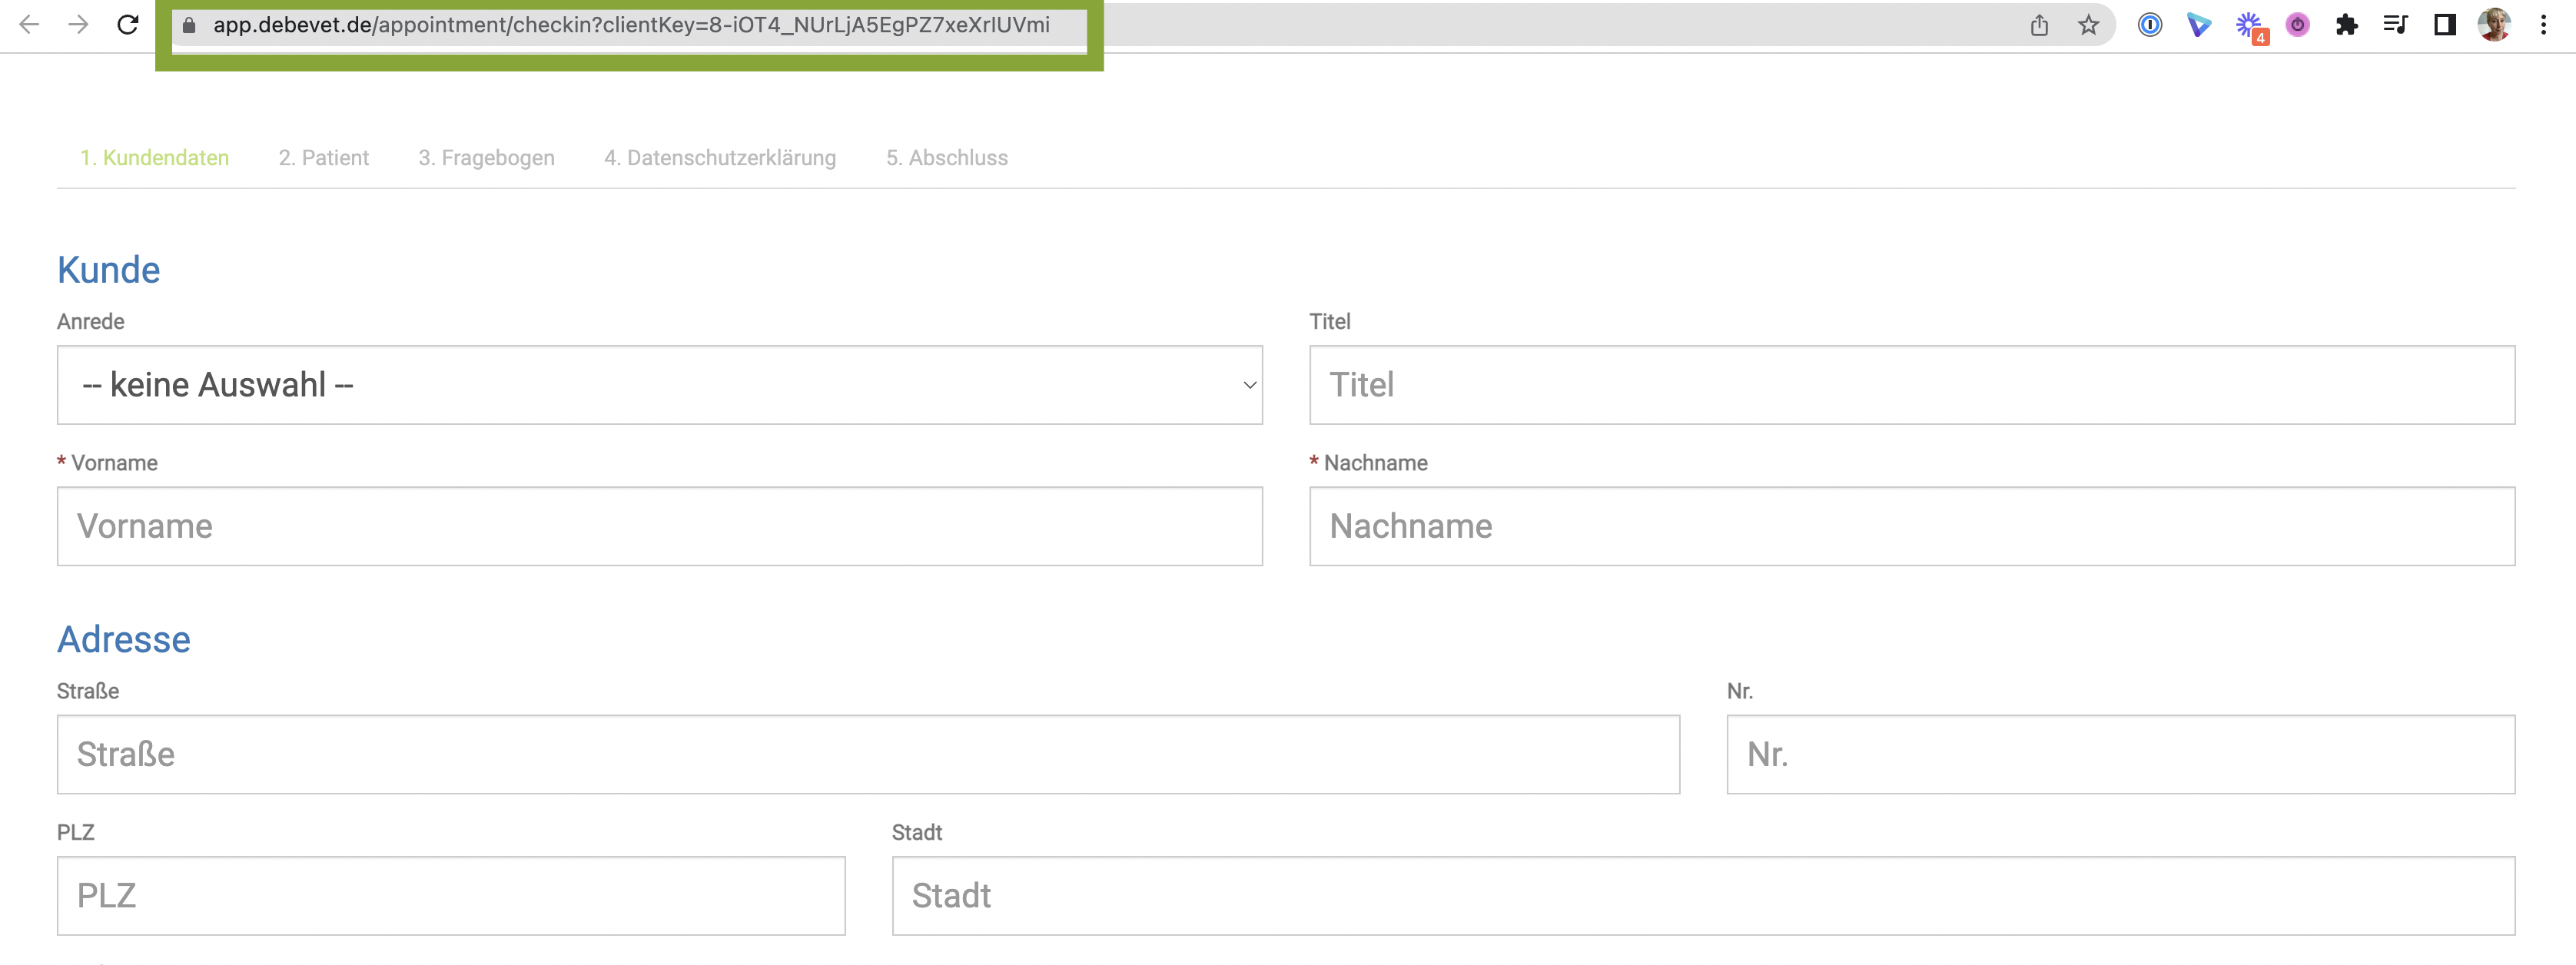 app.debevet.de/appointment/checkin?clientKey=8-iOT4_NUrLjA5EgPZ7xeXrIUVmi
4
1. Kundendaten 2. Patient 3. Fragebogen 4. Datenschutzerklärung 5. Abschluss
Kunde
Anrede Titel
-- keine Auswahl -- Titel
* Vorname * Nachname
Vorname Nachname
Adresse
Straße Nr.
Straße Nr.
PLZ Stadt
PLZ Stadt